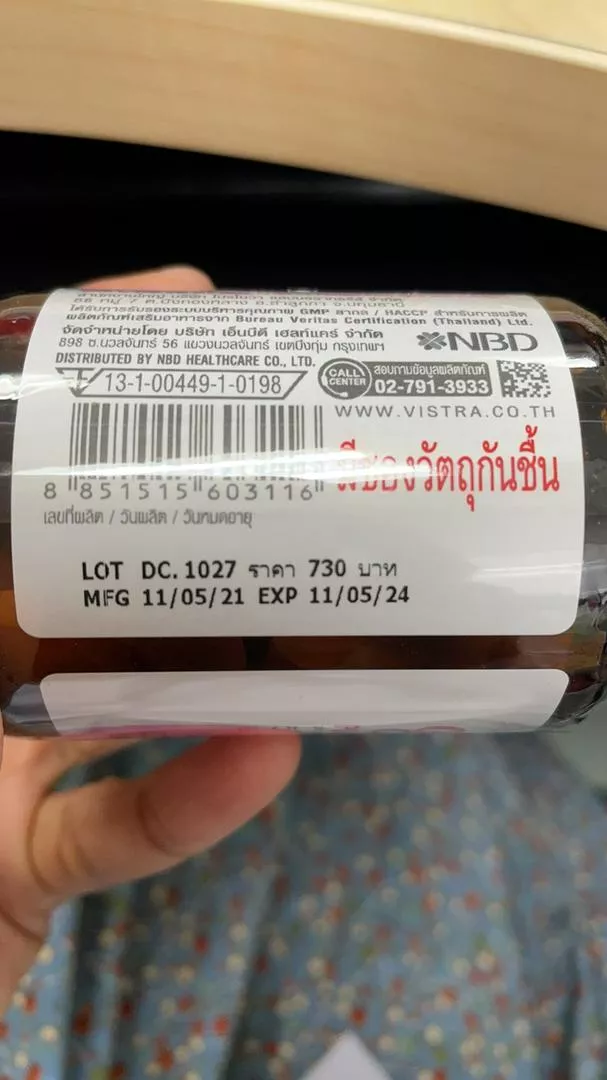 ได้รับการรับรองระบบบริหารคุณภาพ GMP สากล / HACCP สำหรับการผลิต
ผลิตภัณฑ์เสริมอาหารจาก Bureau Veritas Certification (Thailand) Ltd.
จัดจำหน่ายโดย บริษัท เอ็นบีดี เฮลท์แคร์ จำกัด
898 ซ.นวลจันทร์ 56 แขวงนวลจันทร์ เขตบึงกุ่ม กรุงเทพฯ
NBD
DISTRIBUTED BY NBD HEALTHCARE CO., LTD.
13-1-00449-1-0198
CALL CENTER
สอบถามข้อมูลผลิตภัณฑ์
02-791-3933
WWW.VISTRA.CO.TH
8 851515 603116
มีซองวัตถุกันชื้น
เลขที่ผลิต / วันผลิต / วันหมดอายุ
LOT DC. 1027 ราคา 730 บาท
MFG 11/05/21 EXP 11/05/24